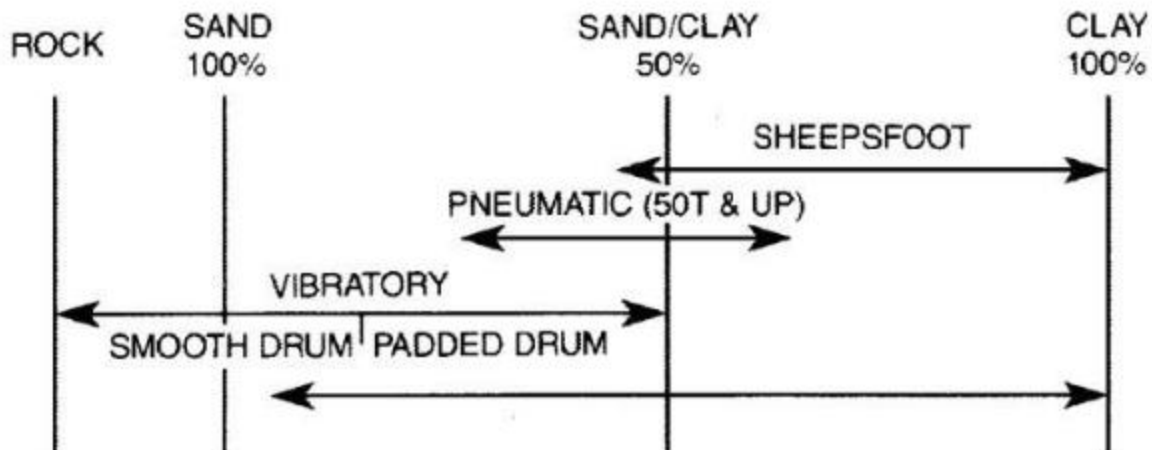 ROCK
SAND
100%
SAND/CLAY
50%
CLAY
100%
SHEEPSFOOT
PNEUMATIC (50T & UP)
VIBRATORY
SMOOTH DRUM PADDED DRUM